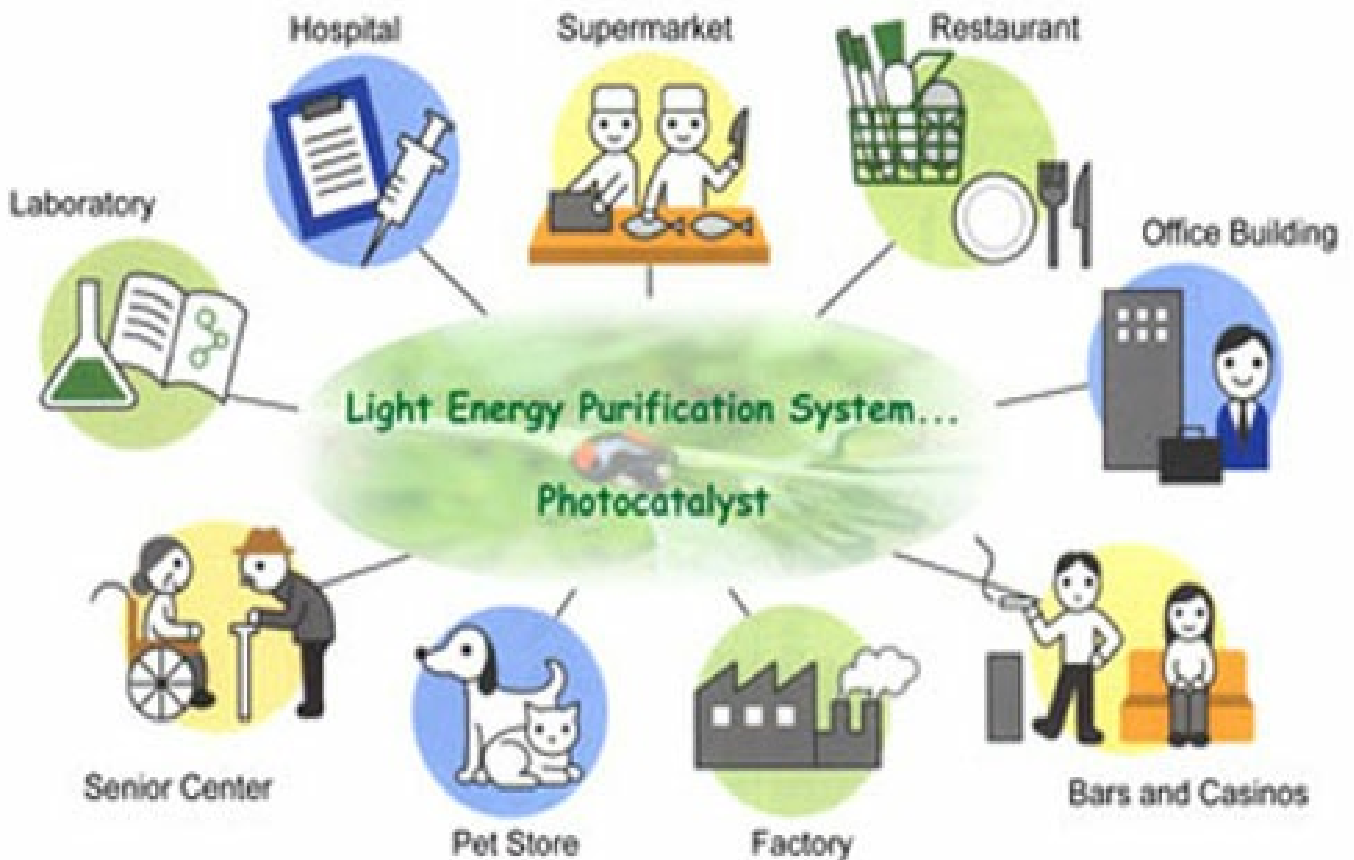 Hospital
Supermarket
Restaurant
Laboratory
Office Building
Light Energy Purification System...
Photocatalyst
Senior Center
Pet Store
Factory
Bars and Casinos